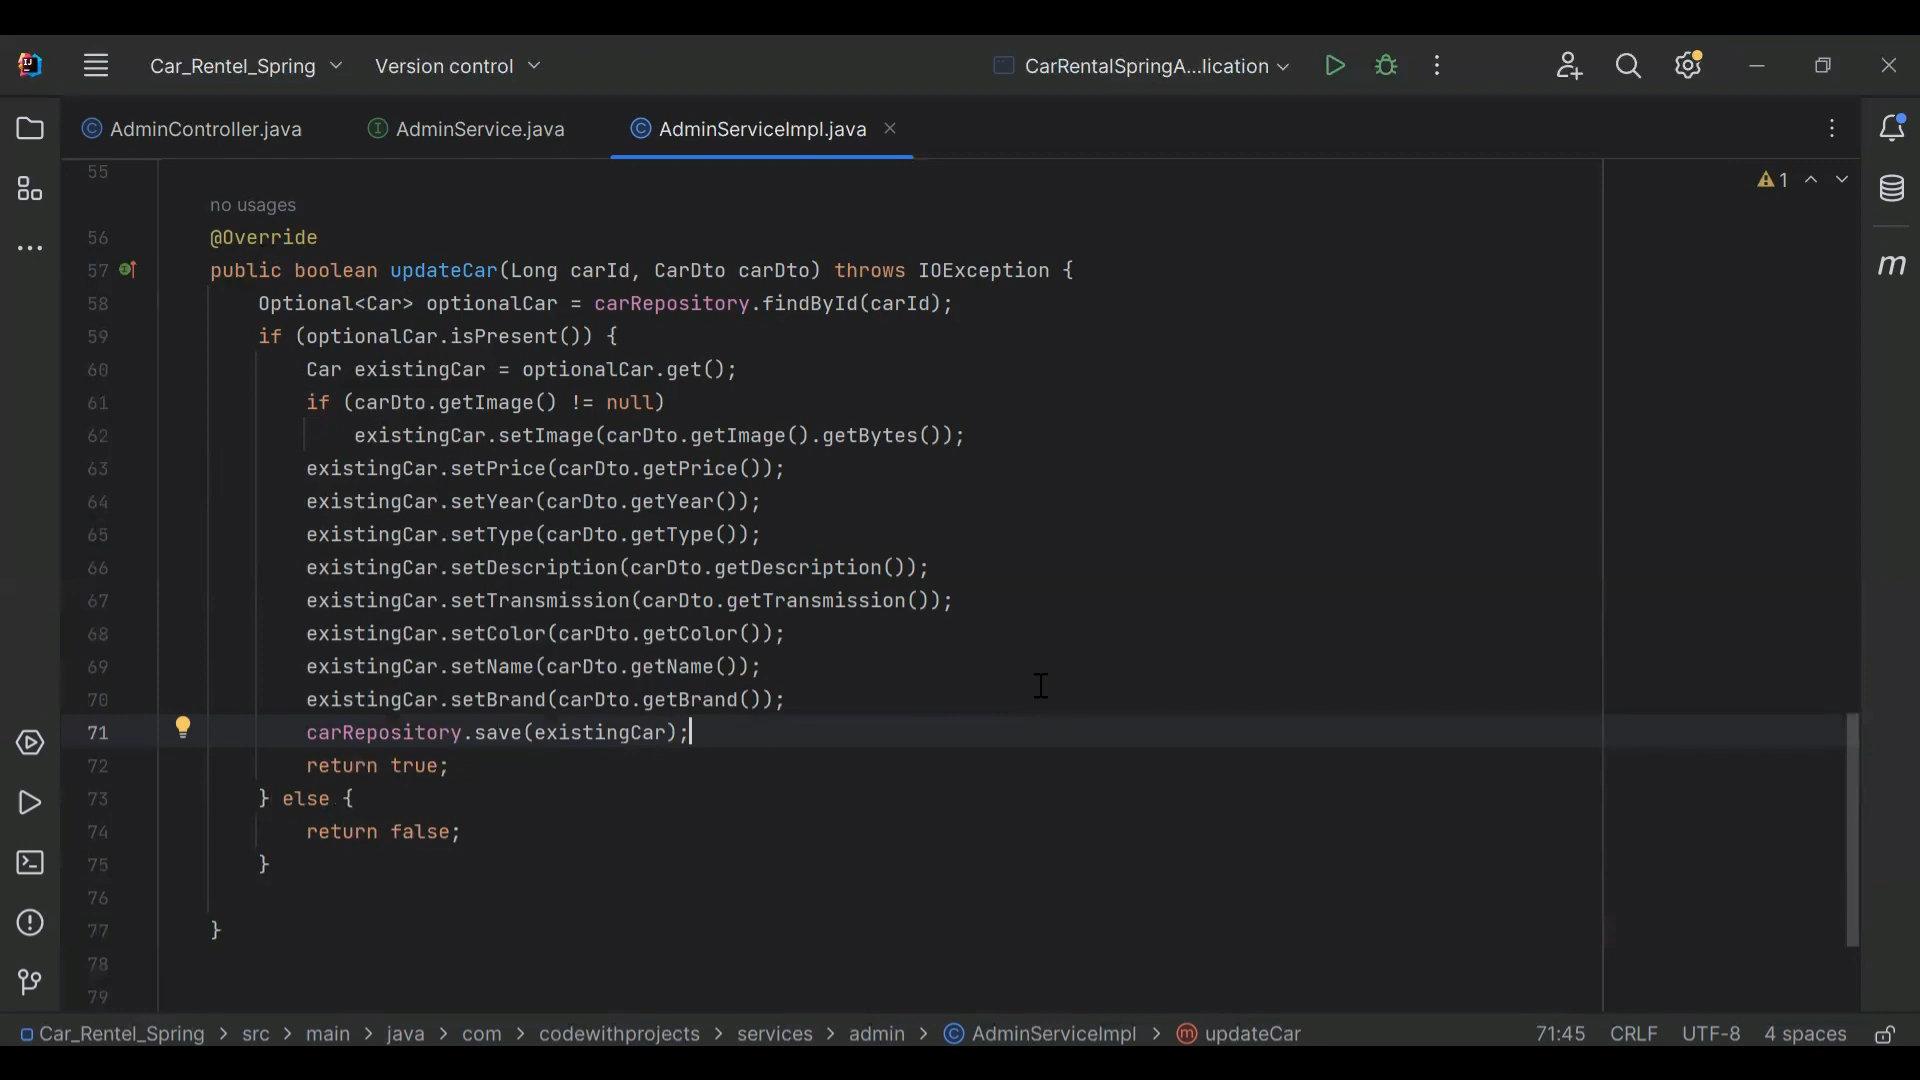 Car_Rentel_Spring Version control CarRentalSpringA...lication
AdminController.java AdminService.java AdminServiceImpl.java
1
55
no usages
56 @Override
57 public boolean updateCar(Long carId, CarDto carDto) throws IOException {
58 Optional<Car> optionalCar = carRepository.findById(carId);
59 if (optionalCar.isPresent()) {
60 Car existingCar = optionalCar.get();
61 if (carDto.getImage() != null)
62 existingCar.setImage(carDto.getImage().getBytes());
63 existingCar.setPrice(carDto.getPrice());
64 existingCar.setYear(carDto.getYear());
65 existingCar.setType(carDto.getType());
66 existingCar.setDescription(carDto.getDescription());
67 existingCar.setTransmission(carDto.getTransmission());
68 existingCar.setColor(carDto.getColor());
69 existingCar.setName(carDto.getName());
70 existingCar.setBrand(carDto.getBrand());
71 carRepository.save(existingCar);
72 return true;
73 } else {
74 return false;
75 }
76
77 }
78
79
Car_Rentel_Spring > src > main > java > com > codewithprojects > services > admin > AdminServiceImpl > updateCar 71:45 CRLF UTF-8 4 spaces